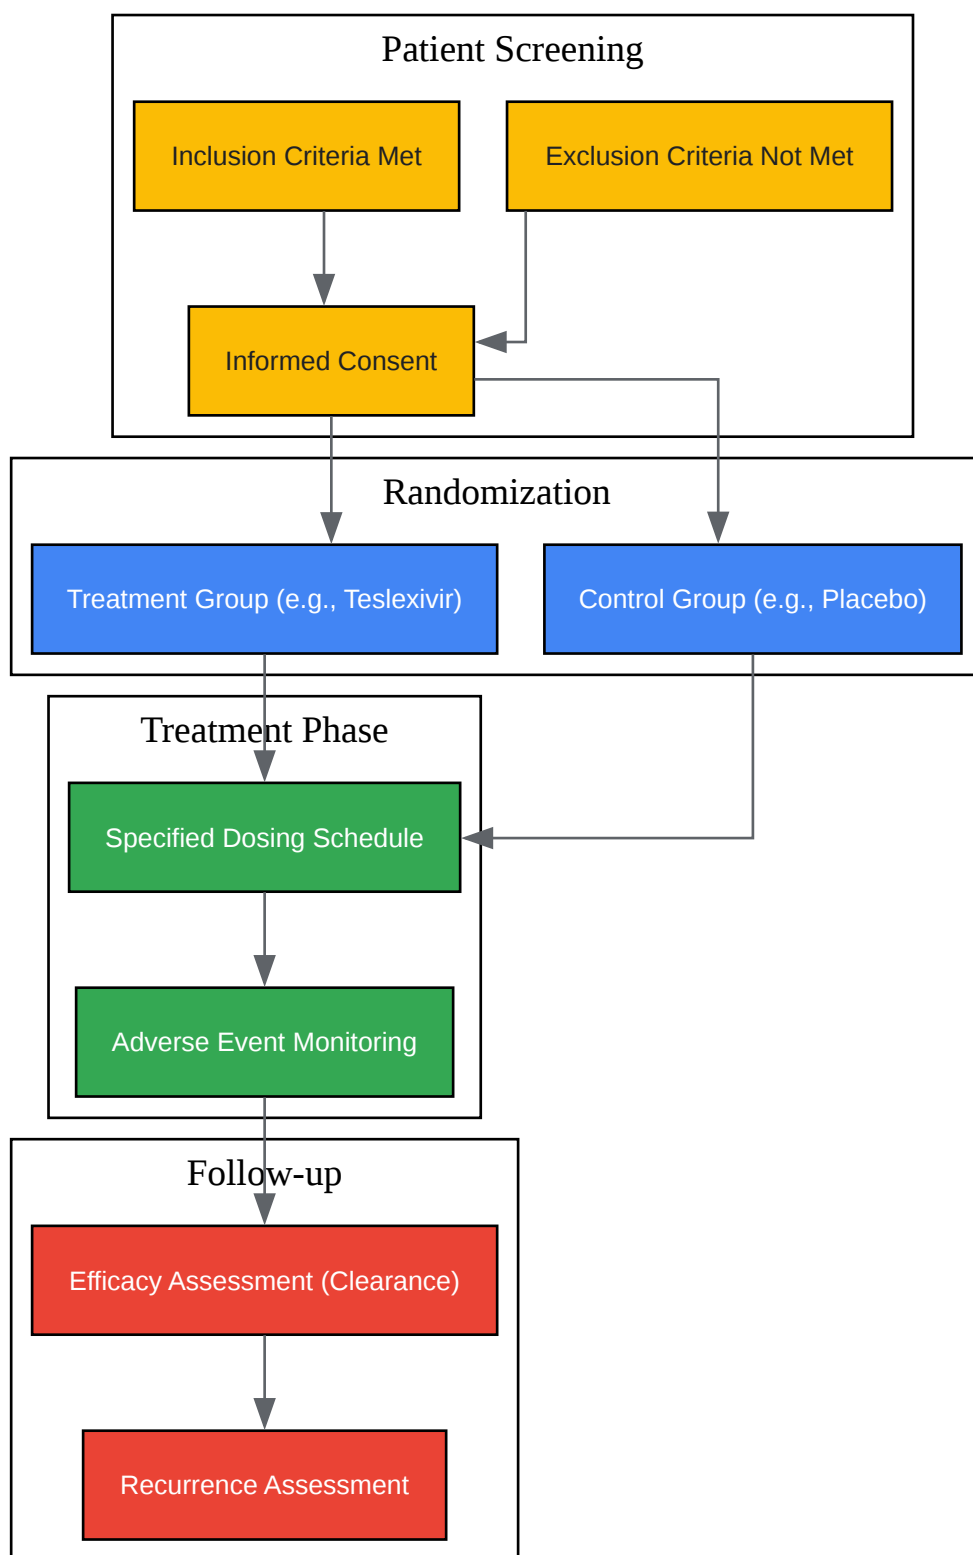 Patient Screening
Inclusion Criteria Met
Exclusion Criteria Not Met
Informed Consent
Randomization
Treatment Group (e.g., Teslexivir)
Control Group (e.g., Placebo)
Treatment Phase
Specified Dosing Schedule
Adverse Event Monitoring
Follow-up
Efficacy Assessment (Clearance)
Recurrence Assessment